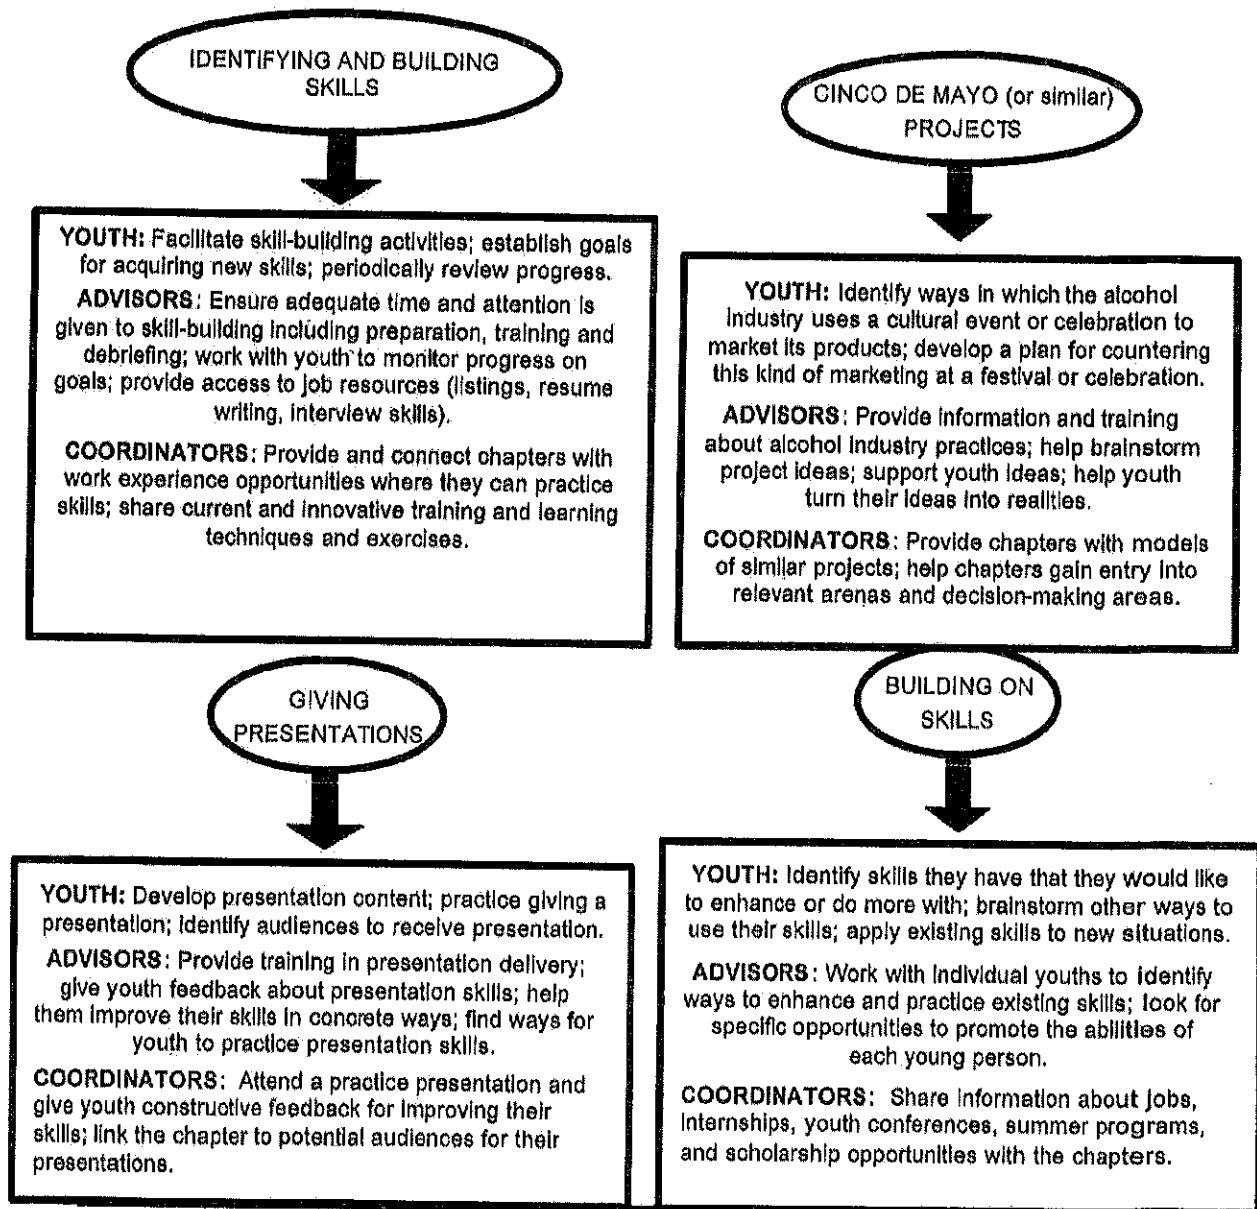 IDENTIFYING AND BUILDING
SKILLS
YOUTH: Facilitate skill-building activities; establish goals
for acquiring new skills; periodically review progress.
ADVISORS: Ensure adequate time and attention is
given to skill-building including preparation, training and
debriefing; work with youth to monitor progress on
goals; provide access to job resources (listings, resume
writing, interview skills).
COORDINATORS: Provide and connect chapters with
work experience opportunities where they can practice
skills; share current and innovative training and learning
techniques and exercises.
CINCO DE MAYO (or similar)
PROJECTS
YOUTH: Identify ways in which the alcohol
industry uses a cultural event or celebration to
market its products; develop a plan for countering
this kind of marketing at a festival or celebration.
ADVISORS: Provide information and training
about alcohol industry practices; help brainstorm
project ideas; support youth ideas; help youth
turn their ideas into realities.
COORDINATORS: Provide chapters with models
of similar projects; help chapters gain entry into
relevant arenas and decision-making areas.
GIVING
PRESENTATIONS
YOUTH: Develop presentation content; practice giving a
presentation; identify audiences to receive presentation.
ADVISORS: Provide training in presentation delivery;
give youth feedback about presentation skills; help
them improve their skills in concrete ways; find ways for
youth to practice presentation skills.
COORDINATORS: Attend a practice presentation and
give youth constructive feedback for improving their
skills; link the chapter to potential audiences for their
presentations.
BUILDING ON
SKILLS
YOUTH: Identify skills they have that they would like
to enhance or do more with; brainstorm other ways to
use their skills; apply existing skills to new situations.
ADVISORS: Work with individual youths to identify
ways to enhance and practice existing skills; look for
specific opportunities to promote the abilities of
each young person.
COORDINATORS: Share information about jobs,
internships, youth conferences, summer programs,
and scholarship opportunities with the chapters.